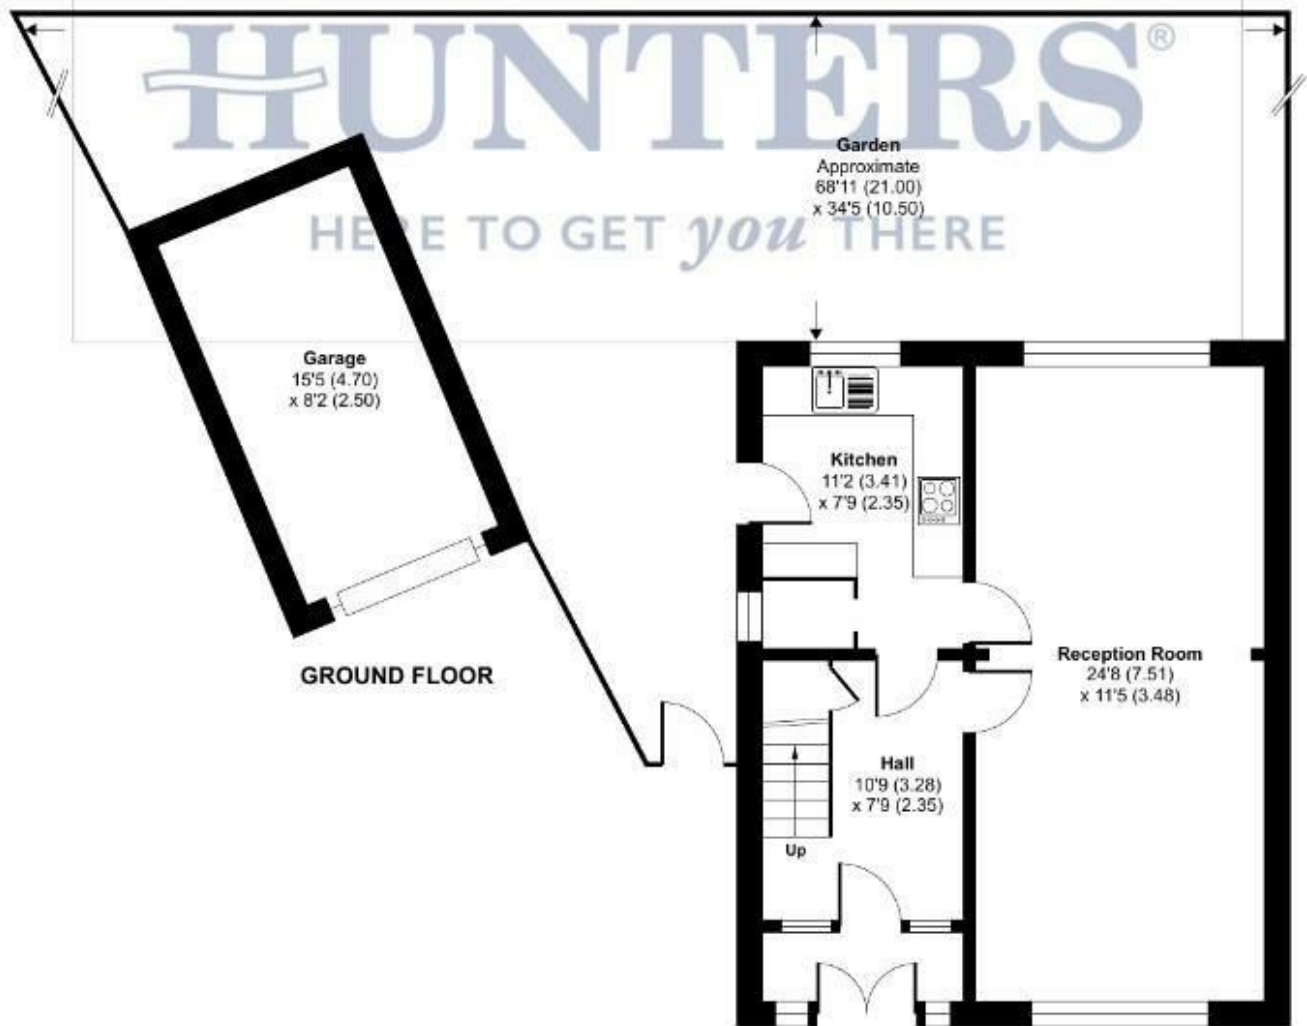 HUNTERS®
HERE TO GET you THERE
Garden
Approximate
68'11 (21.00)
x 34'5 (10.50)
Garage
15'5 (4.70)
x 8'2 (2.50)
Kitchen
11'2 (3.41)
x 7'9 (2.35)
GROUND FLOOR
Reception Room
24'8 (7.51)
x 11'5 (3.48)
Hall
10'9 (3.28)
x 7'9 (2.35)
Up